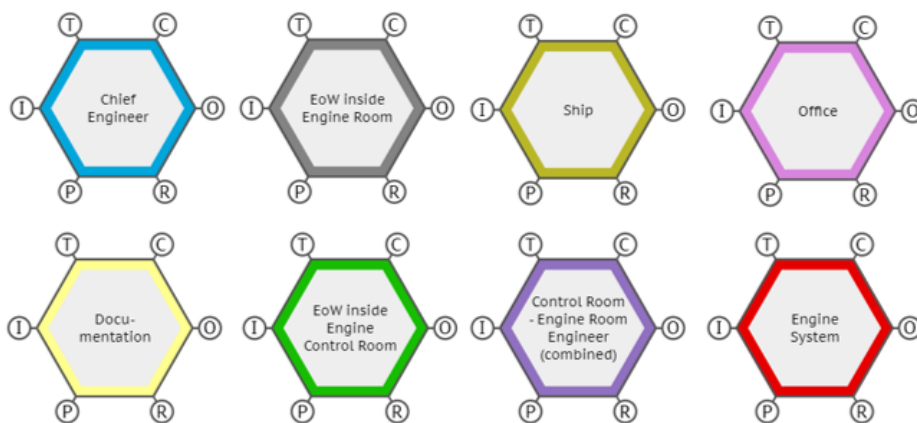 T C T C T C T C
I Chief Engineer O I EoW inside Engine Room O I Ship O I Office O
P R P R P R P R
T C T C T C T C
I Docu-mentation O I EoW inside Engine Control Room O I Control Room - Engine Room Engineer (combined) O I Engine System O
P R P R P R P R